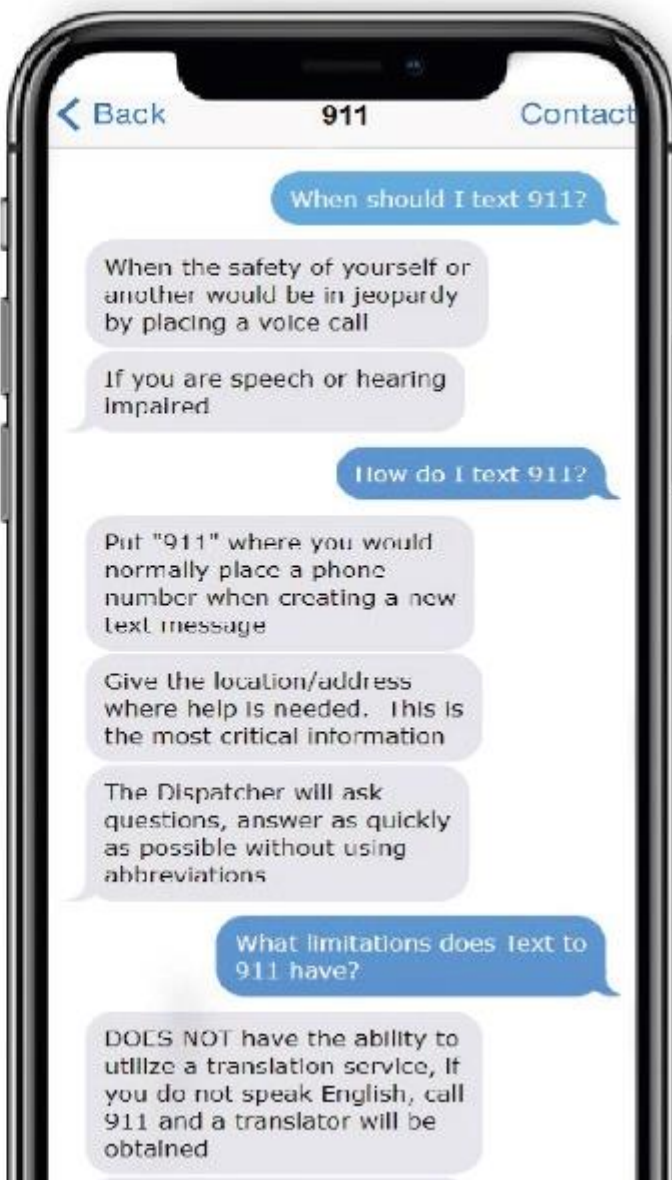 Back 911 Contact
When should I text 911?
When the safety of yourself or
another would be in jeopardy
by placing a voice call
If you are speech or hearing
impaired
How do I text 911?
Put "911" where you would
normally place a phone
number when creating a new
text message
Give the location/address
where help is needed. This is
the most critical information
The Dispatcher will ask
questions, answer as quickly
as possible without using
abbreviations
What limitations does Text to
911 have?
DOES NOT have the ability to
utilize a translation service, if
you do not speak English, call
911 and a translator will be
obtained